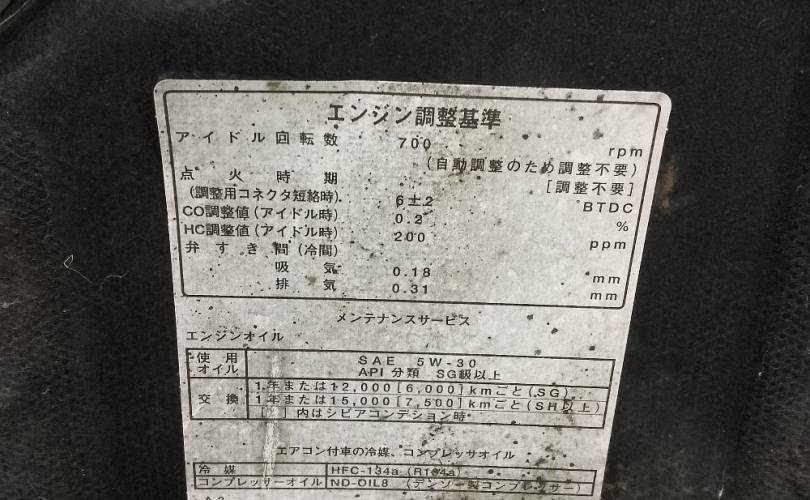 エンジン調整基準
アイドル回転数 700 rpm
(自動調整のため調整不要)
点火時期 [調整不要]
(調整用コネクタ短絡時) 6±2 °BTDC
CO調整値(アイドル時) 0.2 %
HC調整値(アイドル時) 200 ppm
弁すき間(冷間)
吸気 0.18 mm
排気 0.31 mm
メンテナンスサービス
エンジンオイル
使用オイル SAE 5W-30
API 分類 SG級以上
交換 1年または12,000[6,000]kmごと(SG)
1年または15,000[7,500]kmごと(SH以上)
[ ]内はシビアコンデション時
エアコン付車の冷媒、コンプレッサオイル
冷媒 HFC-134a (R134a)
コンプレッサーオイル ND-OIL8 (デンソー製コンプレッサー)